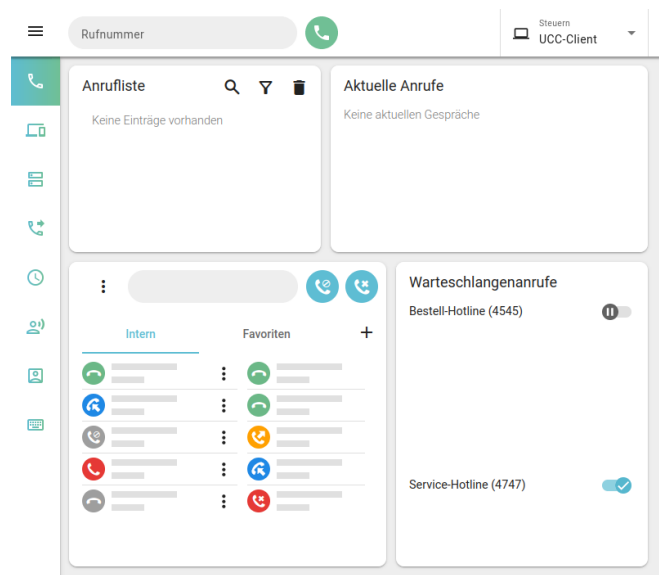 Rufnummer
Steuern
UCC-Client
Anrufliste
Keine Einträge vorhanden
Aktuelle Anrufe
Keine aktuellen Gespräche
Intern
Favoriten
Warteschlangenanrufe
Bestell-Hotline (4545)
Service-Hotline (4747)